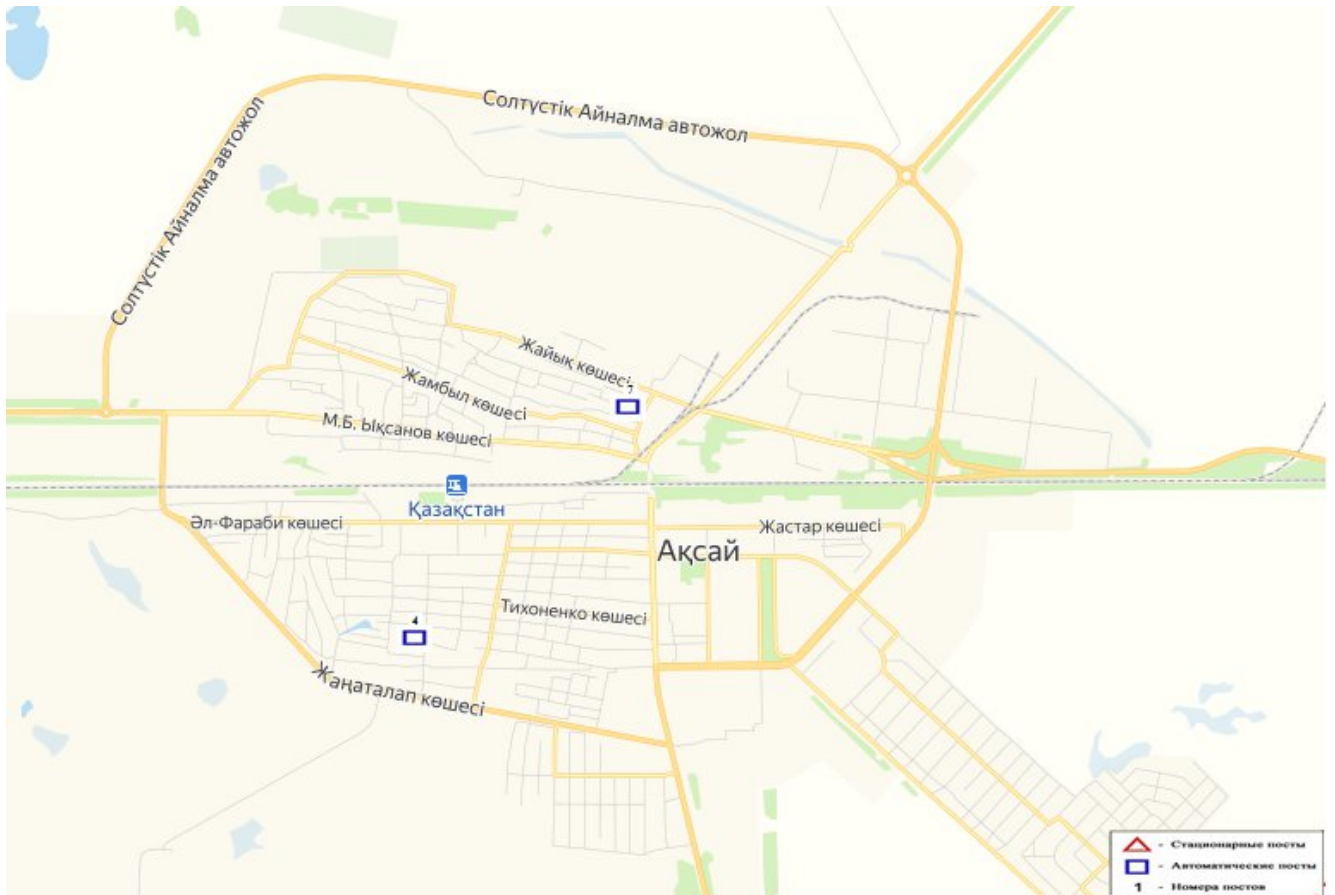 Солтүстік Айналма автожол
Солтүстік Айналма автожол
Жайық көшесі
7
Жамбыл көшесі
М.Б. Ықсанов көшесі
Қазақстан
Әл-Фараби көшесі
Жастар көшесі
Ақсай
Тихоненко көшесі
4
Жаңаталап көшесі
- Стационарные посты
- Автоматические посты
1 - Номера постов